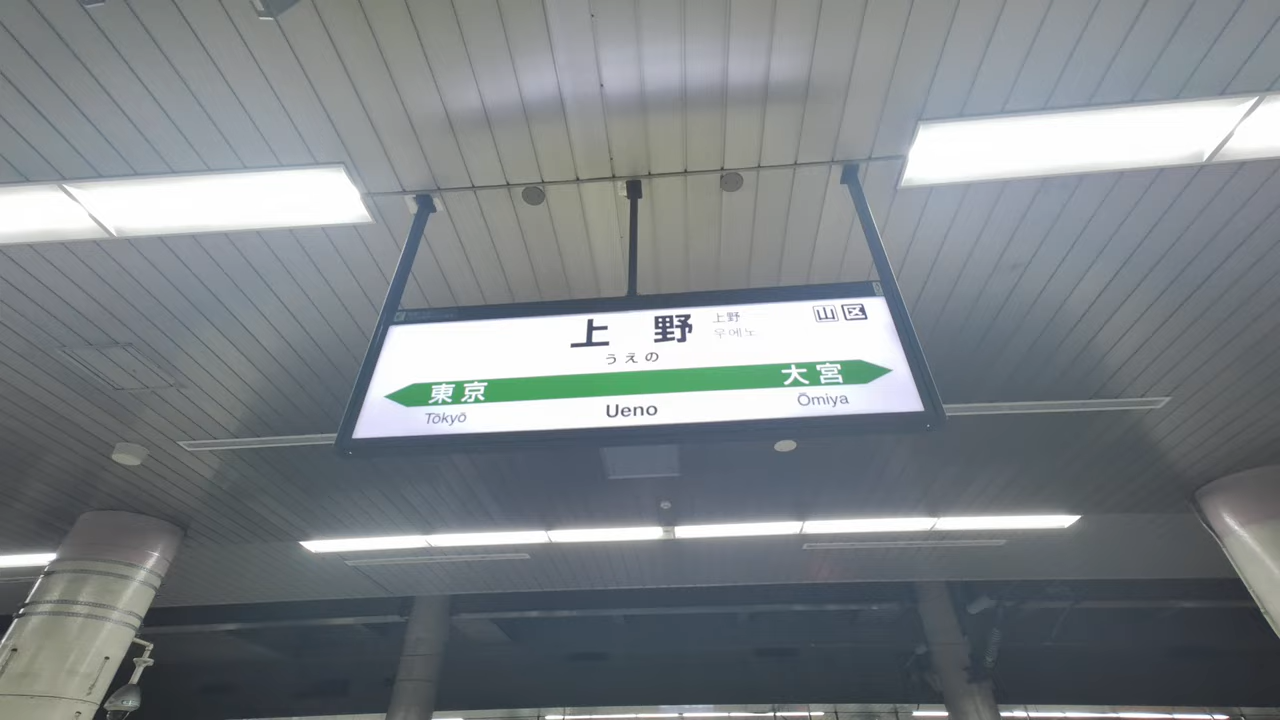 上野
上野
우에노
山 区
うえの
東京
大宮
Tōkyō
Ueno
Ōmiya